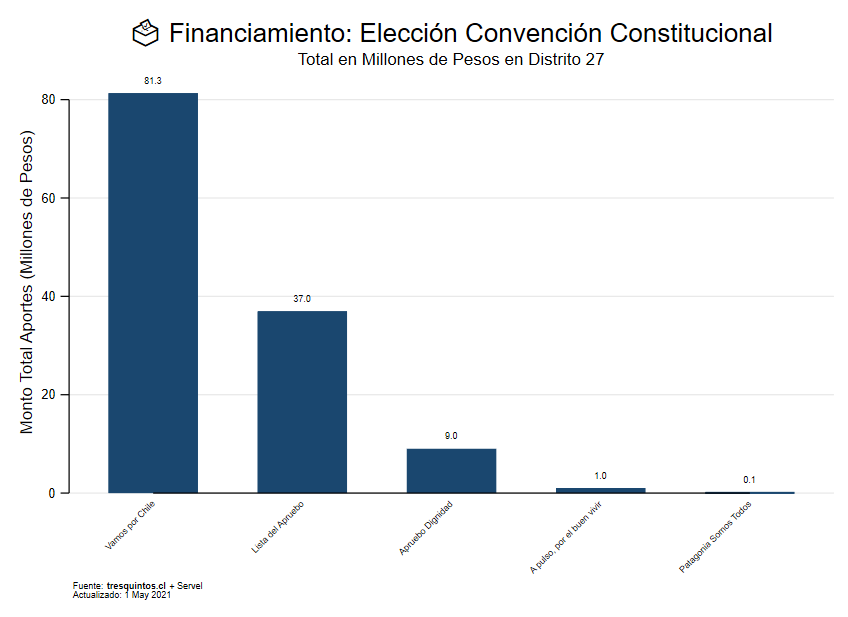 Financiamiento: Elección Convención Constitucional
Total en Millones de Pesos en Distrito 27
Monto Total Aportes (Millones de Pesos)
80
60
40
20
0
81.3
37.0
9.0
1.0
0.1
Vamos por Chile
Lista del Apruebo
Apruebo Dignidad
A pulso, por el buen vivir
Patagonia Somos Todos
Fuente: tresquintos.cl + Servel
Actualizado: 1 May 2021